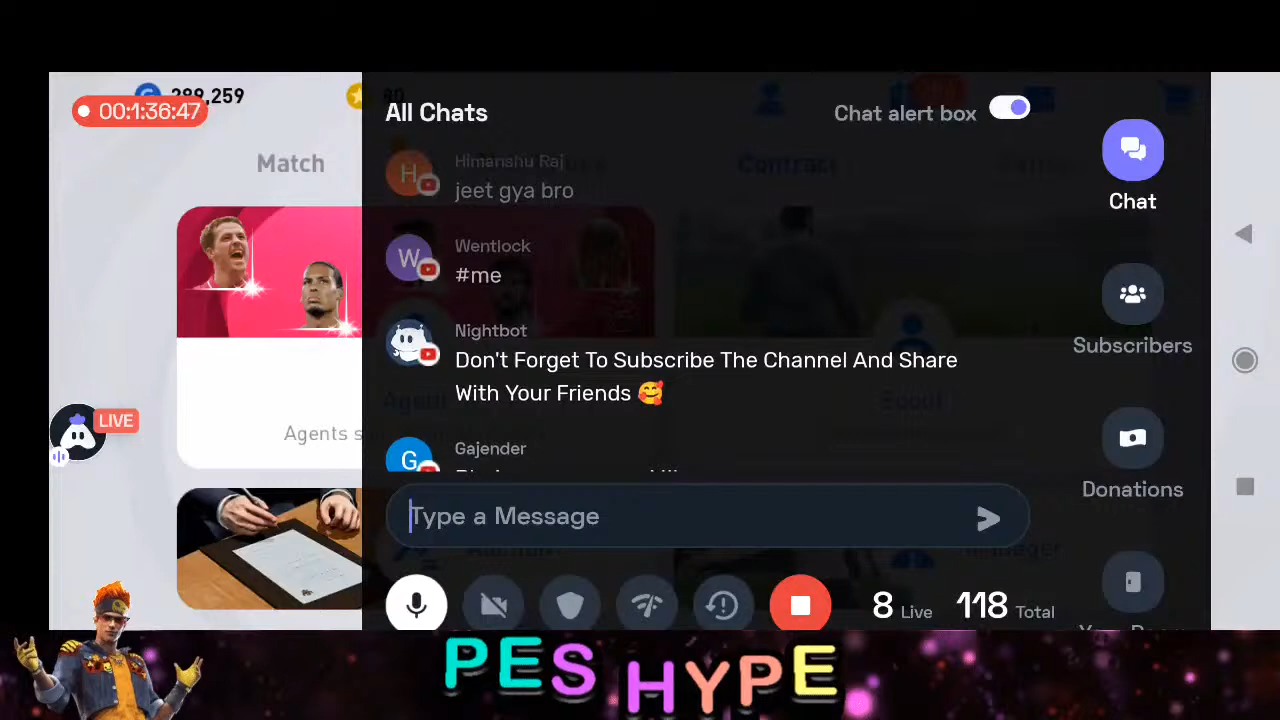 289,259
00:1:36:47
All Chats
Chat alert box
Match
Contract
Himanshu Raj
jeet gya bro
Chat
Wentlock
#me
Subscribers
Nightbot
Don't Forget To Subscribe The Channel And Share
With Your Friends 🥰
LIVE
Agents
Gajender
Donations
Type a Message
Manager
8 Live 118 Total
PES HYPE